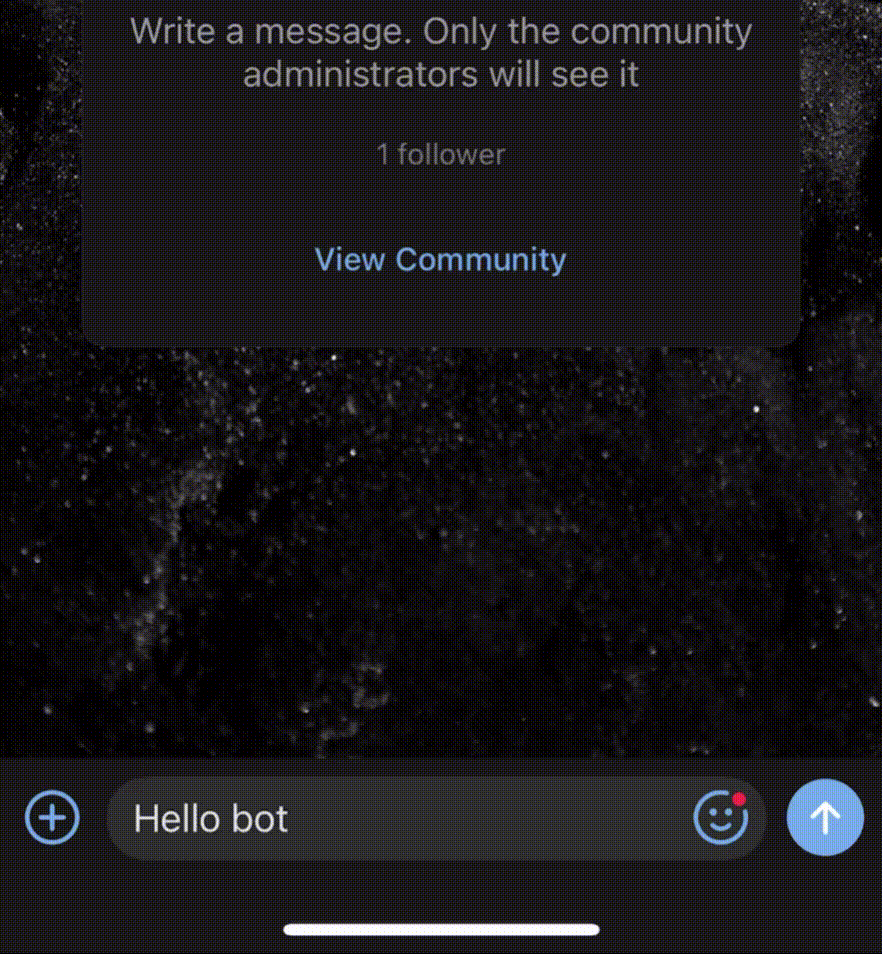 Write a message. Only the community
administrators will see it
1 follower
View Community
Hello bot